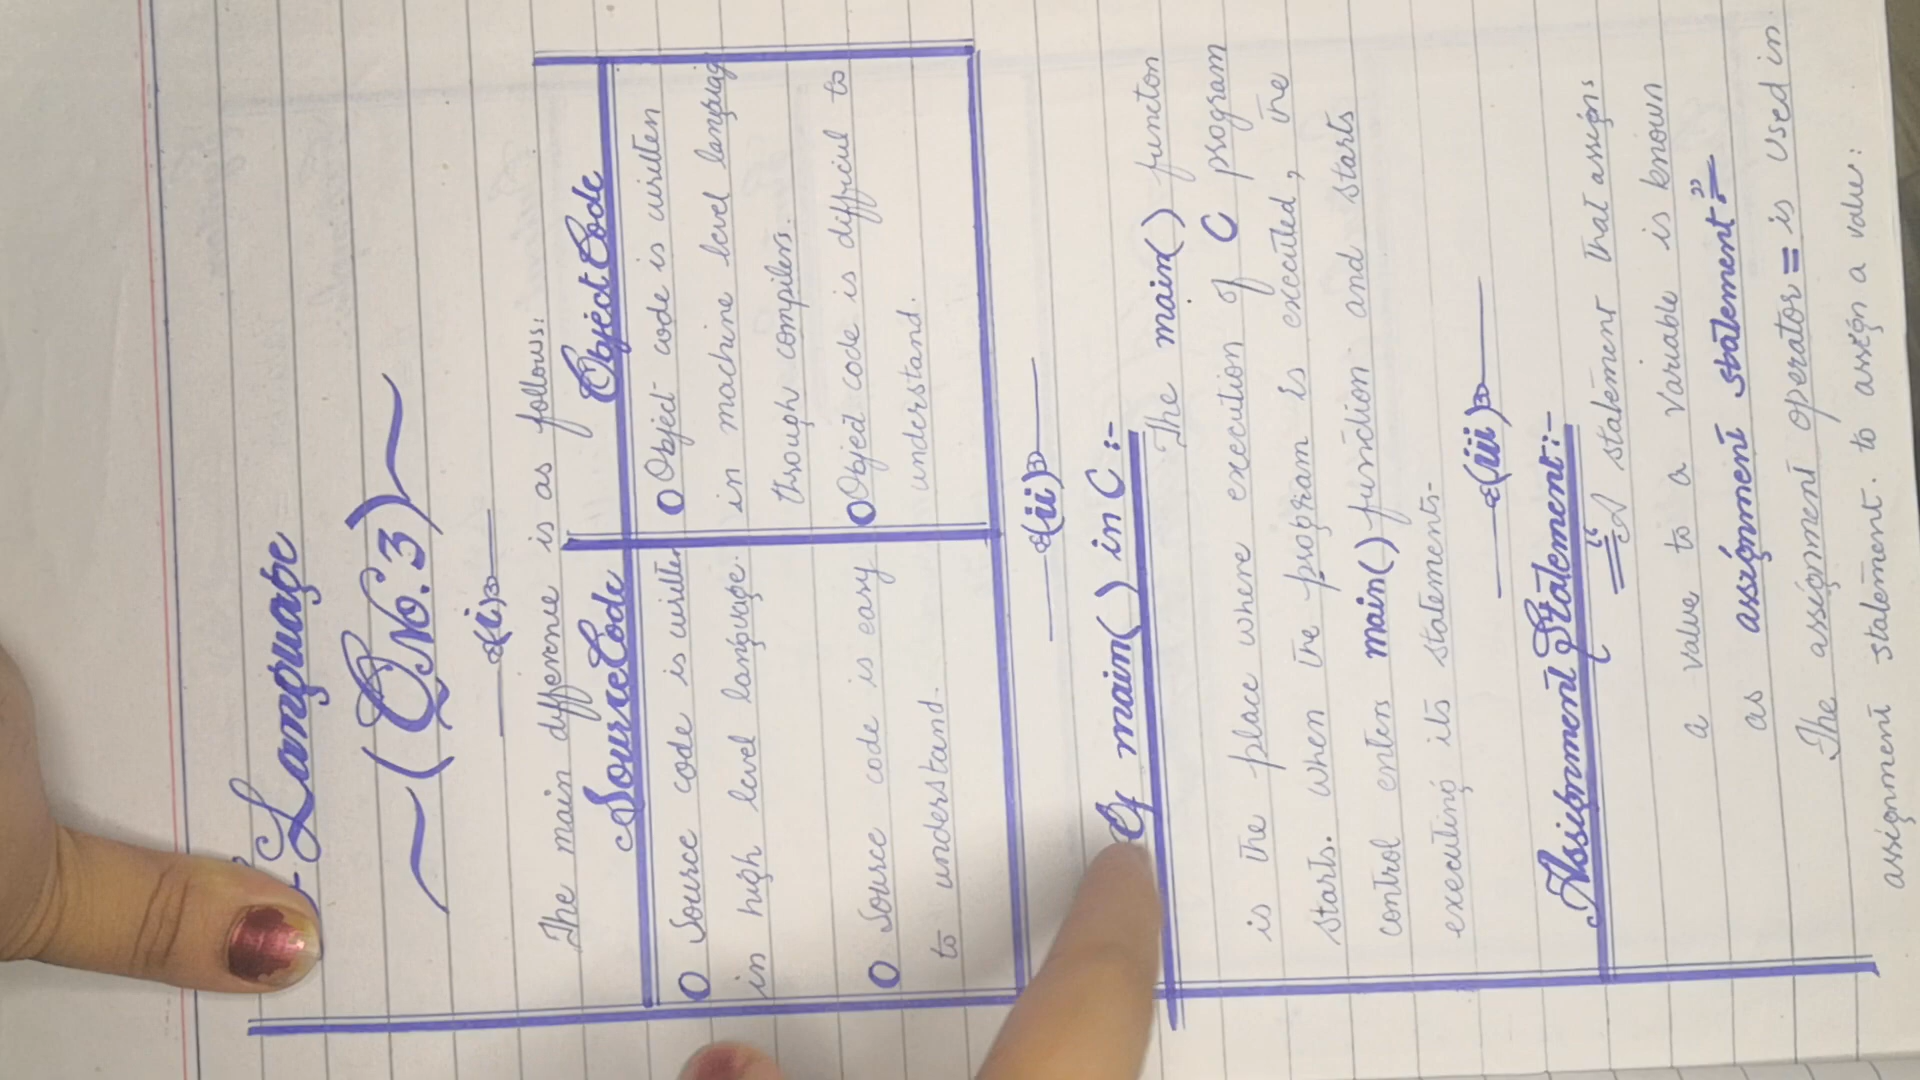 Language
(QNo:3)
(i)
The main difference is as follows:
Source Code Object Code
Source code is written
in high level language.
Source code is easy
to understand.
Object code is written
in machine level languag
through compilers.
Object code is difficul to
understand.
(ii)
main() in C:-
The main() functon
is the place where execution of C program
starts. when the program is executed, the
control enters main() function and starts
executing its statements.
(iii)
Assignment Statement:-
"A statement that assigns
a value to a variable is known
as assignment statement"
The assignment operator = is used in
assignment statement. to assign a value: